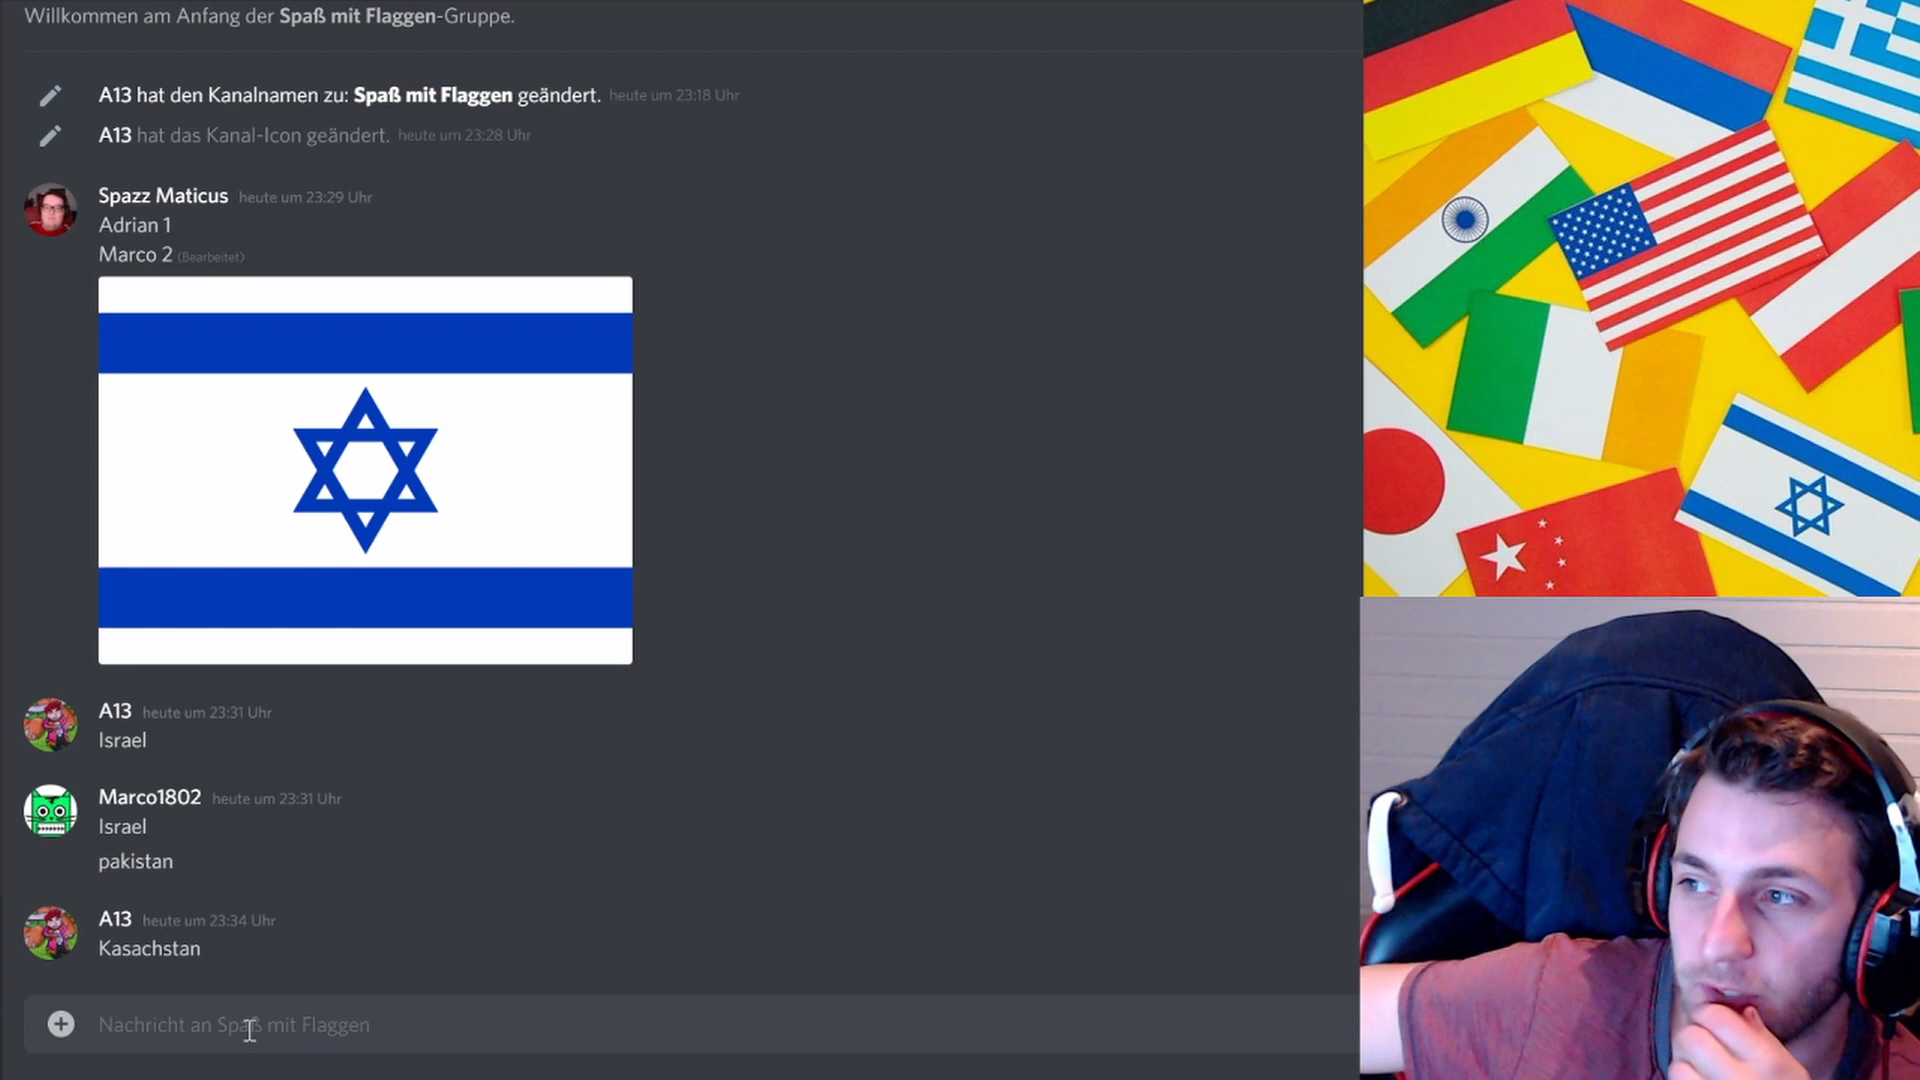 Willkommen am Anfang der Spaß mit Flaggen-Gruppe.
A13 hat den Kanalnamen zu: Spaß mit Flaggen geändert. heute um 23:18 Uhr
A13 hat das Kanal-Icon geändert. heute um 23:28 Uhr
Spazz Maticus heute um 23:29 Uhr
Adrian 1
Marco 2 (Bearbeitet)
A13 heute um 23:31 Uhr
Israel
Marco1802 heute um 23:31 Uhr
Israel
pakistan
A13 heute um 23:34 Uhr
Kasachstan
Nachricht an Spaß mit Flaggen